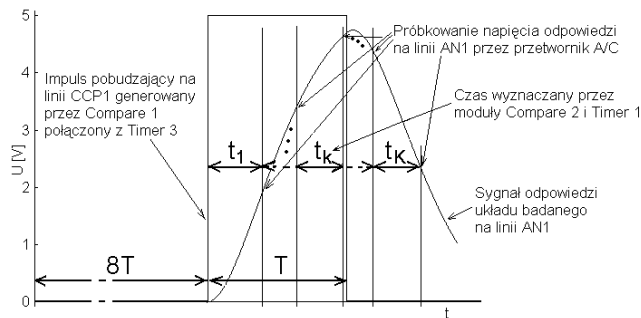 5
4
3
2
1
0
U [V]
Impuls pobudzający na
linii CCP1 generowany
przez Compare 1
połączony z Timer 3
Próbkowanie napięcia odpowiedzi
na linii AN1 przez przetwornik A/C
Czas wyznaczany przez
moduły Compare 2 i Timer 1
t1
tk
tK
Sygnał odpowiedzi
układu badanego
na linii AN1
8T
T
t